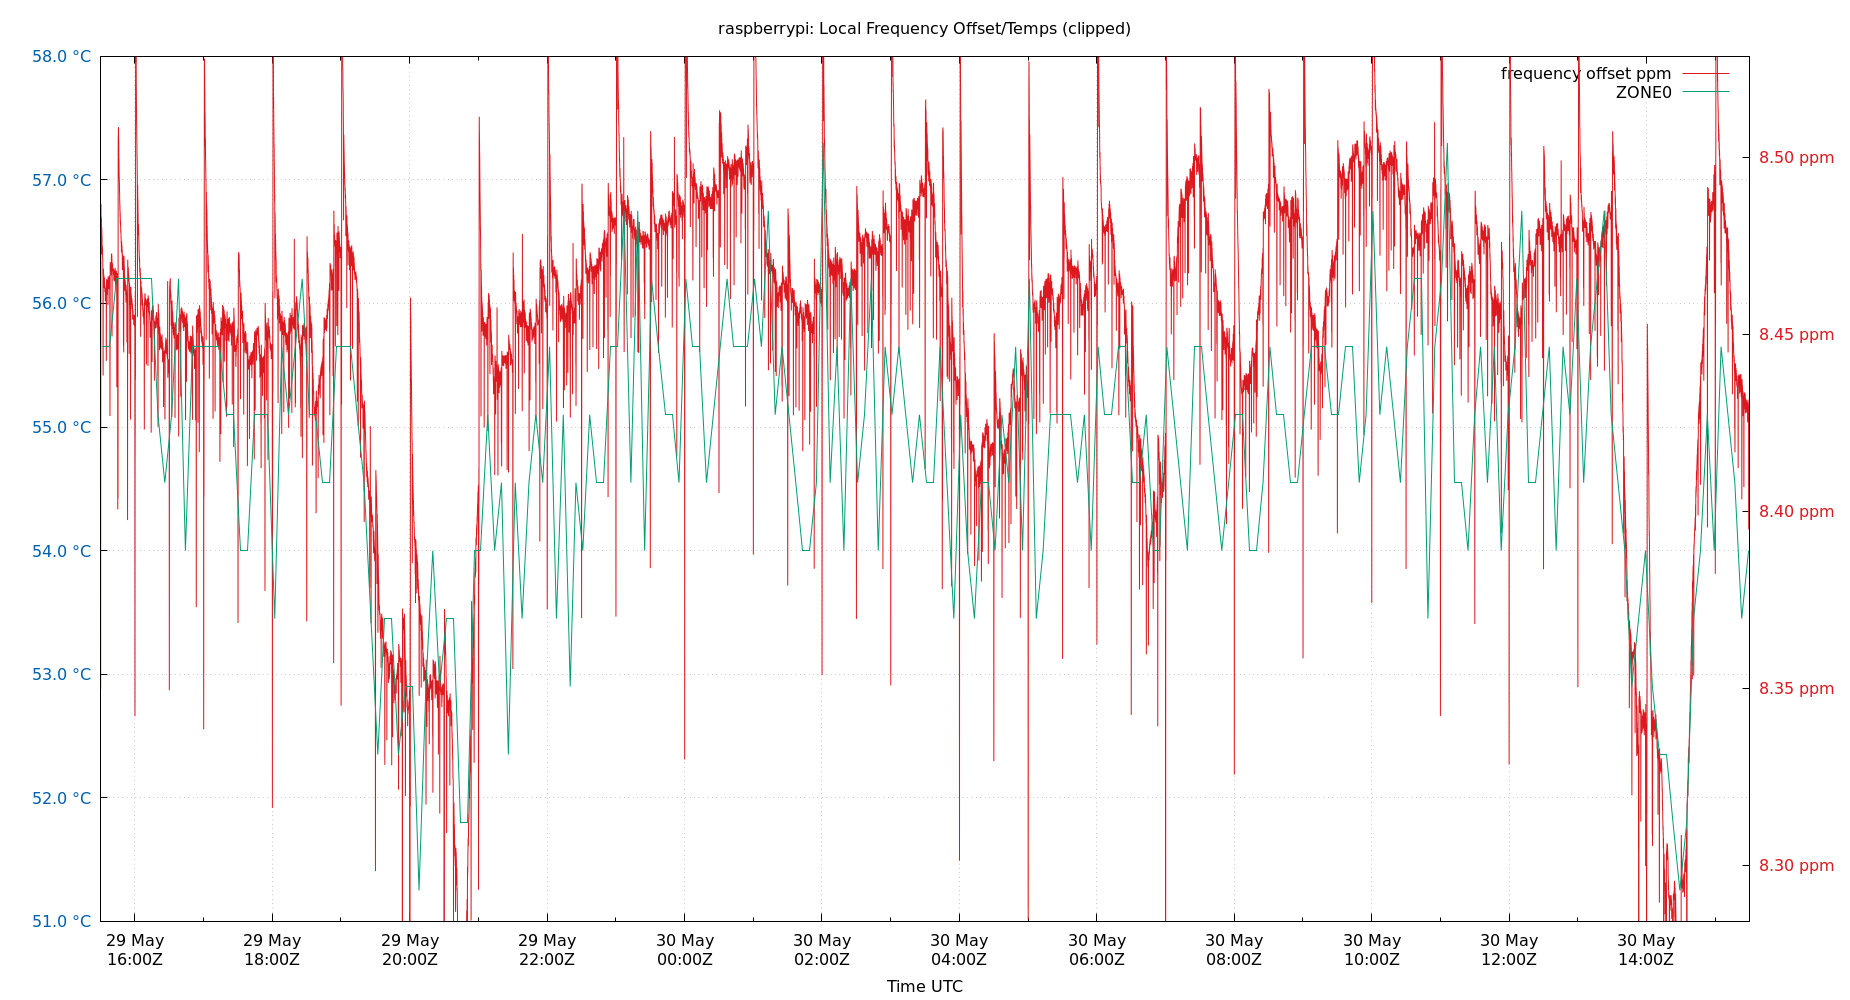 raspberrypi: Local Frequency Offset/Temps (clipped)
frequency offset ppm
ZONE0
58.0 °C
57.0 °C
56.0 °C
55.0 °C
54.0 °C
53.0 °C
52.0 °C
51.0 °C
8.50 ppm
8.45 ppm
8.40 ppm
8.35 ppm
8.30 ppm
29 May 29 May 29 May 29 May 30 May 30 May 30 May 30 May 30 May 30 May 30 May 30 May
16:00Z 18:00Z 20:00Z 22:00Z 00:00Z 02:00Z 04:00Z 06:00Z 08:00Z 10:00Z 12:00Z 14:00Z
Time UTC